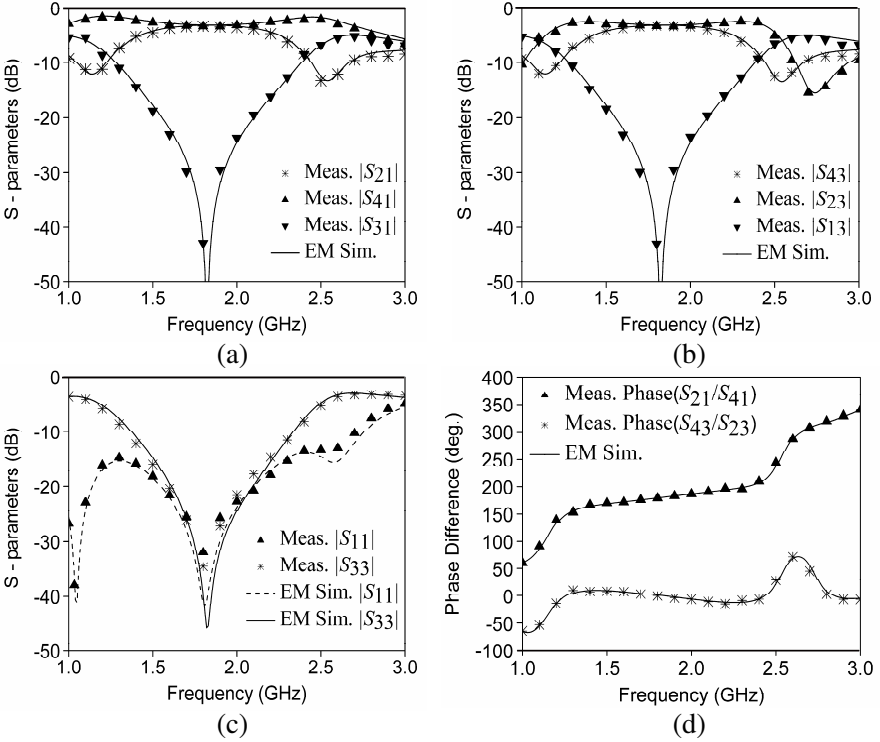 0
-10
-20
-30
-40
-50
S - parameters (dB)
Meas. |S21|
Meas. |S41|
Meas. |S31|
EM Sim.
1.0 1.5 2.0 2.5 3.0
Frequency (GHz)
(a)
0
-10
-20
-30
-40
-50
S - parameters (dB)
Meas. |S43|
Meas. |S23|
Meas. |S13|
EM Sim.
1.0 1.5 2.0 2.5 3.0
Frequency (GHz)
(b)
0
-10
-20
-30
-40
-50
S - parameters (dB)
Meas. |S11|
Meas. |S33|
EM Sim. |S11|
EM Sim. |S33|
1.0 1.5 2.0 2.5 3.0
Frequency (GHz)
(c)
400
350
300
250
200
150
100
50
0
-50
-100
Phase Difference (deg.)
Meas. Phase(S21/S41)
Meas. Phase(S43/S23)
EM Sim.
1.0 1.5 2.0 2.5 3.0
Frequency (GHz)
(d)